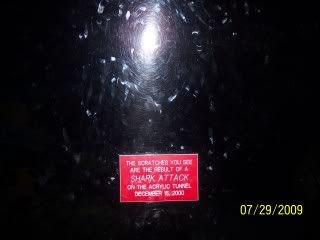 THE SCRATCHES YOU SEE
ARE THE RESULT OF A
SHARK ATTACK
ON THE ACRYLIC TUNNEL
DECEMBER 15, 2000
07/29/2009